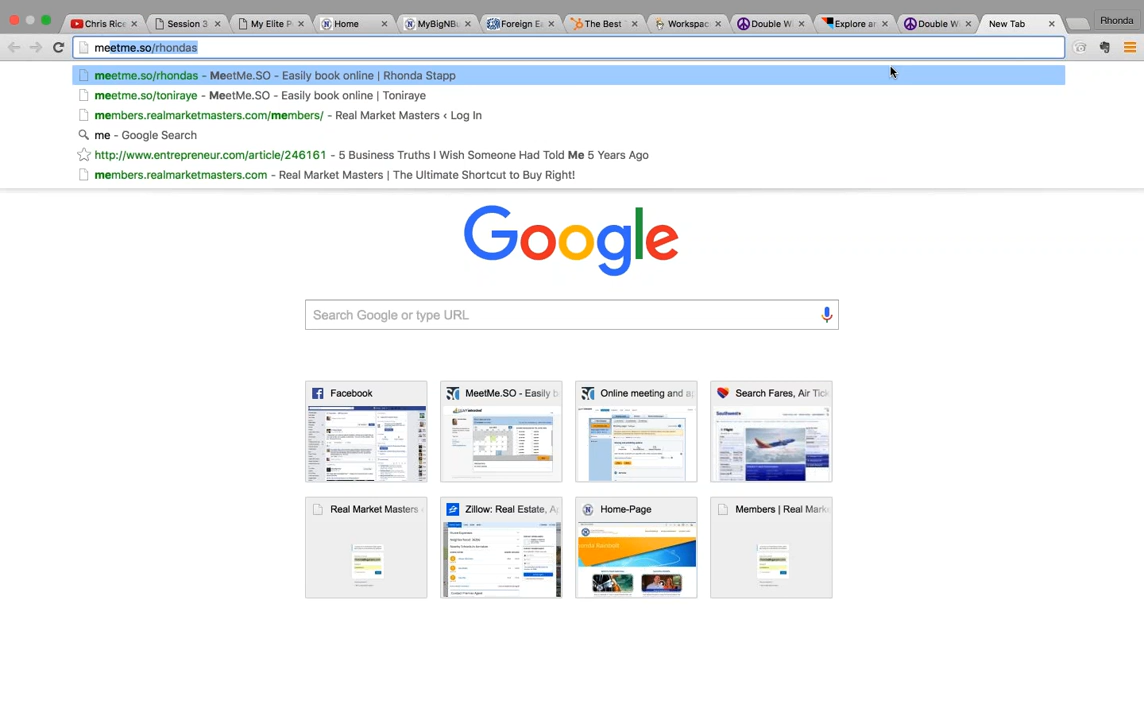 Chris Rice
Session 3
My Elite P
Home
MyBigNBu
Foreign E
The Best
Workspac
Double Wi
Explore an
Double Wi
New Tab
Rhonda
meetme.so/rhondas
meetme.so/rhondas - MeetMe.SO - Easily book online | Rhonda Stapp
meetme.so/toniraye - MeetMe.SO - Easily book online | Toniraye
members.realmarketmasters.com/members/ - Real Market Masters ‹ Log In
me - Google Search
http://www.entrepreneur.com/article/246161 - 5 Business Truths I Wish Someone Had Told Me 5 Years Ago
members.realmarketmasters.com - Real Market Masters | The Ultimate Shortcut to Buy Right!
Google
Search Google or type URL
Facebook
MeetMe.SO - Easily b
Online meeting and a
Search Fares, Air Tick
Real Market Masters
Zillow: Real Estate, A
Home-Page
Members | Real Mark